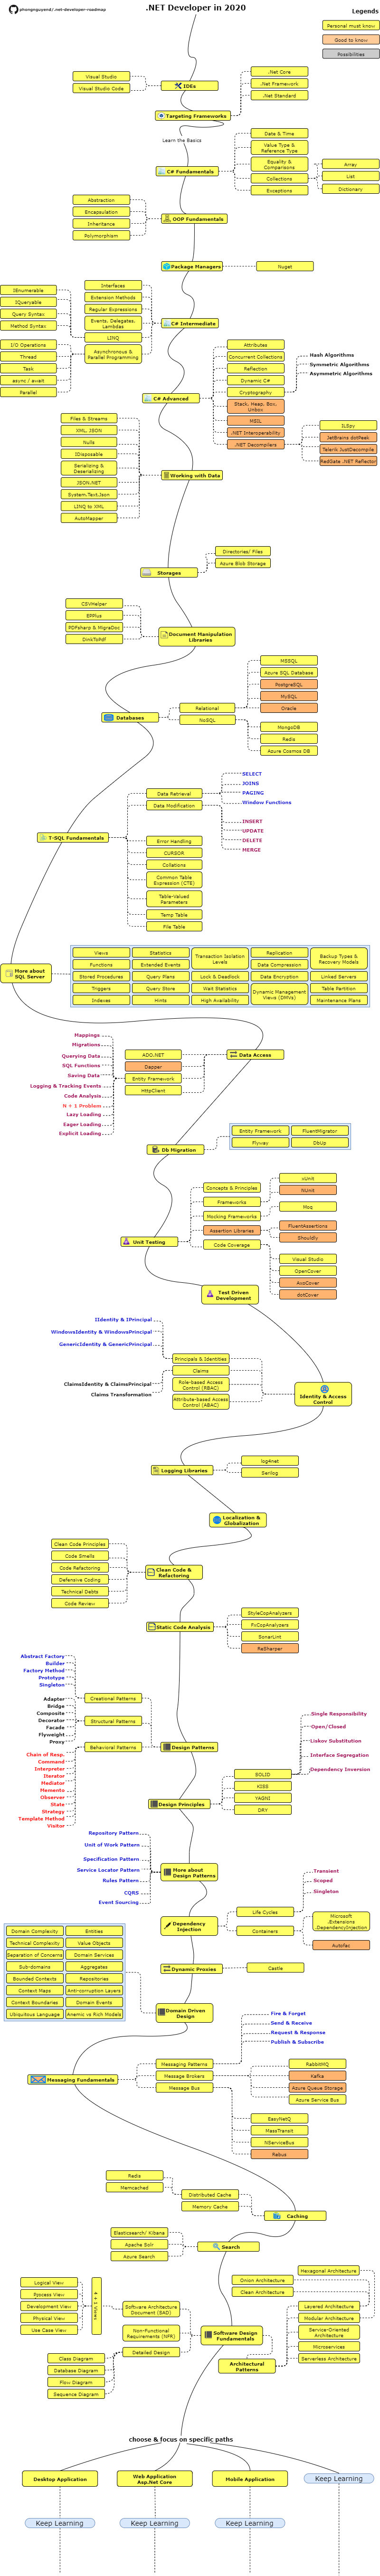 phongnguyend/.net-developer-roadmap
.NET Developer in 2020
Legends
Personal must know
Good to know
Possibilities
Visual Studio
Visual Studio Code
IDEs
.Net Core
.Net Framework
.Net Standard
Targeting Frameworks
Learn the Basics
Date & Time
Value Type &
Reference Type
Equality &
Comparisons
Collections
Exceptions
Array
List
Dictionary
C# Fundamentals
Abstraction
Encapsulation
Inheritance
Polymorphism
OOP Fundamentals
Package Managers
Nuget
IEnumerable
IQueryable
Query Syntax
Method Syntax
I/O Operations
Thread
Task
async / await
Parallel
Interfaces
Extension Methods
Regular Expressions
Events, Delegates,
Lambdas
LINQ
Asynchronous &
Parallel Programming
C# Intermediate
C# Advanced
Attributes
Concurrent Collections
Reflection
Dynamic C#
Cryptography
Stack, Heap, Box,
Unbox
MSIL
.NET Interoperability
.NET Decompilers
Hash Algorithms
Symmetric Algorithms
Asymmetric Algorithms
ILSpy
JetBrains dotPeek
Telerik JustDecompile
RedGate .NET Reflector
Files & Streams
XML, JSON
Nulls
IDisposable
Serializing &
Deserializing
JSON.NET
System.Text.Json
LINQ to XML
AutoMapper
Working with Data
Storages
Directories/ Files
Azure Blob Storage
CSVHelper
EPPlus
PDFsharp & MigraDoc
DinkToPdf
Document Manipulation
Libraries
Databases
Relational
NoSQL
MSSQL
Azure SQL Database
PostgreSQL
MySQL
Oracle
MongoDB
Redis
Azure Cosmos DB
T-SQL Fundamentals
Data Retrieval
Data Modification
Error Handling
CURSOR
Collations
Common Table
Expression (CTE)
Table-Valued
Parameters
Temp Table
File Table
SELECT
JOINS
PAGING
Window Functions
INSERT
UPDATE
DELETE
MERGE
More about
SQL Server
Views
Functions
Stored Procedures
Triggers
Indexes
Statistics
Extended Events
Query Plans
Query Store
Hints
Transaction Isolation
Levels
Lock & Deadlock
Wait Statistics
High Availability
Replication
Data Compression
Data Encryption
Dynamic Management
Views (DMVs)
Backup Types &
Recovery Models
Linked Servers
Table Partition
Maintenance Plans
Mappings
Migrations
Querying Data
SQL Functions
Saving Data
Logging & Tracking Events
Code Analysis
N + 1 Problem
Lazy Loading
Eager Loading
Explicit Loading
ADO.NET
Dapper
Entity Framework
HttpClient
Data Access
Db Migration
Entity Framework
FluentMigrator
Flyway
DbUp
Unit Testing
Concepts & Principles
Frameworks
Mocking Frameworks
Assertion Libraries
Code Coverage
xUnit
NUnit
Moq
FluentAssertions
Shouldly
Visual Studio
OpenCover
AxoCover
dotCover
Test Driven
Development
IIdentity & IPrincipal
WindowsIdentity & WindowsPrincipal
GenericIdentity & GenericPrincipal
ClaimsIdentity & ClaimsPrincipal
Claims Transformation
Principals & Identities
Claims
Role-based Access
Control (RBAC)
Attribute-based Access
Control (ABAC)
Identity & Access
Control
Logging Libraries
log4net
Serilog
Localization &
Globalization
Clean Code Principles
Code Smells
Code Refactoring
Defensive Coding
Technical Debts
Code Review
Clean Code &
Refactoring
Static Code Analysis
StyleCopAnalyzers
FxCopAnalyzers
SonarLint
ReSharper
Abstract Factory
Builder
Factory Method
Prototype
Singleton
Adapter
Bridge
Composite
Decorator
Facade
Flyweight
Proxy
Chain of Resp.
Command
Interpreter
Iterator
Mediator
Memento
Observer
State
Strategy
Template Method
Visitor
Creational Patterns
Structural Patterns
Behavioral Patterns
Design Patterns
Design Principles
SOLID
KISS
YAGNI
DRY
Single Responsibility
Open/Closed
Liskov Substitution
Interface Segregation
Dependency Inversion
Repository Pattern
Unit of Work Pattern
Specification Pattern
Service Locator Pattern
Rules Pattern
CQRS
Event Sourcing
More about
Design Patterns
Dependency
Injection
Life Cycles
Containers
Transient
Scoped
Singleton
Microsoft
.Extensions
.DependencyInjection
Autofac
Dynamic Proxies
Castle
Domain Complexity
Technical Complexity
Separation of Concerns
Sub-domains
Bounded Contexts
Context Maps
Context Boundaries
Ubiquitous Language
Entities
Value Objects
Domain Services
Aggregates
Repositories
Anti-corruption Layers
Domain Events
Anemic vs Rich Models
Domain Driven
Design
Messaging Fundamentals
Messaging Patterns
Message Brokers
Message Bus
Fire & Forget
Send & Receive
Request & Response
Publish & Subscribe
RabbitMQ
Kafka
Azure Queue Storage
Azure Service Bus
EasyNetQ
MassTransit
NServiceBus
Rebus
Redis
Memcached
Distributed Cache
Memory Cache
Caching
Elasticsearch/ Kibana
Apache Solr
Azure Search
Search
Logical View
Process View
Development View
Physical View
Use Case View
4 + 1 Views
Software Architecture
Document (SAD)
Non-Functional
Requirements (NFR)
Detailed Design
Class Diagram
Database Diagram
Flow Diagram
Sequence Diagram
Software Design
Fundamentals
Architectural
Patterns
Hexagonal Architecture
Onion Architecture
Clean Architecture
Layered Architecture
Modular Architecture
Service-Oriented
Architecture
Microservices
Serverless Architecture
choose & focus on specific paths
Desktop Application
Web Application
Asp.Net Core
Mobile Application
Keep Learning
Keep Learning
Keep Learning
Keep Learning